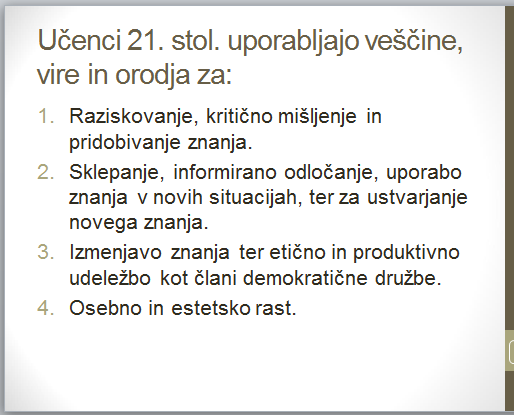 Učenci 21. stol. uporabljajo veščine,
vire in orodja za:
1. Raziskovanje, kritično mišljenje in
pridobivanje znanja.
2. Sklepanje, informirano odločanje, uporabo
znanja v novih situacijah, ter za ustvarjanje
novega znanja.
3. Izmenjavo znanja ter etično in produktivno
udeležbo kot člani demokratične družbe.
4. Osebno in estetsko rast.